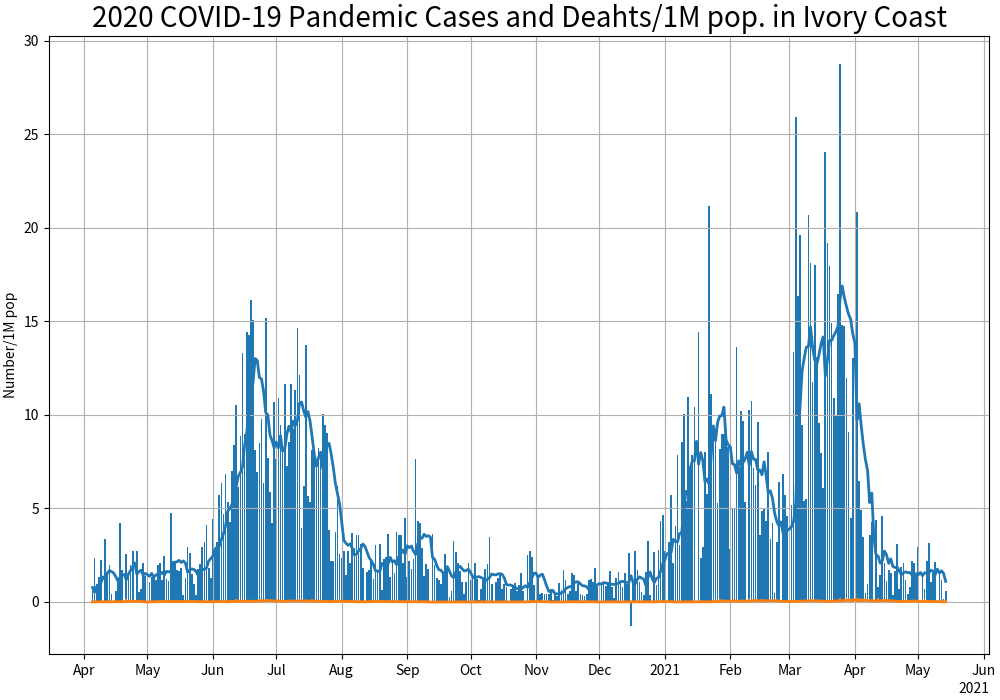 2020 COVID-19 Pandemic Cases and Deahts/1M pop. in Ivory Coast
Number/1M pop
30
25
20
15
10
5
0
Apr May Jun Jul Aug Sep Oct Nov Dec 2021 Feb Mar Apr May Jun
2021